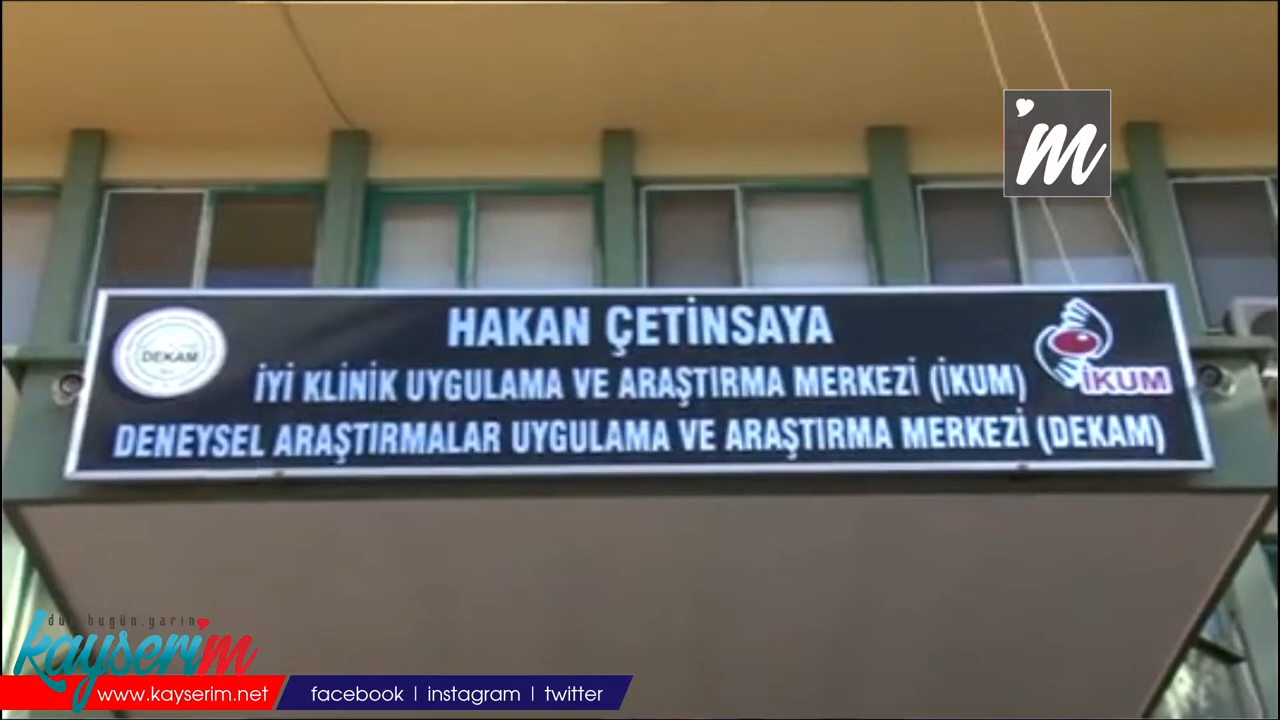 'm
HAKAN ÇETİNSAYA
DEKAM
İYİ KLİNİK UYGULAMA VE ARAŞTIRMA MERKEZİ (İKUM)
İKUM
DENEYSEL ARAŞTIRMALAR UYGULAMA VE ARAŞTIRMA MERKEZİ (DEKAM)
dün.bugün.yarın
kayserim
www.kayserim.net
facebook | instagram | twitter